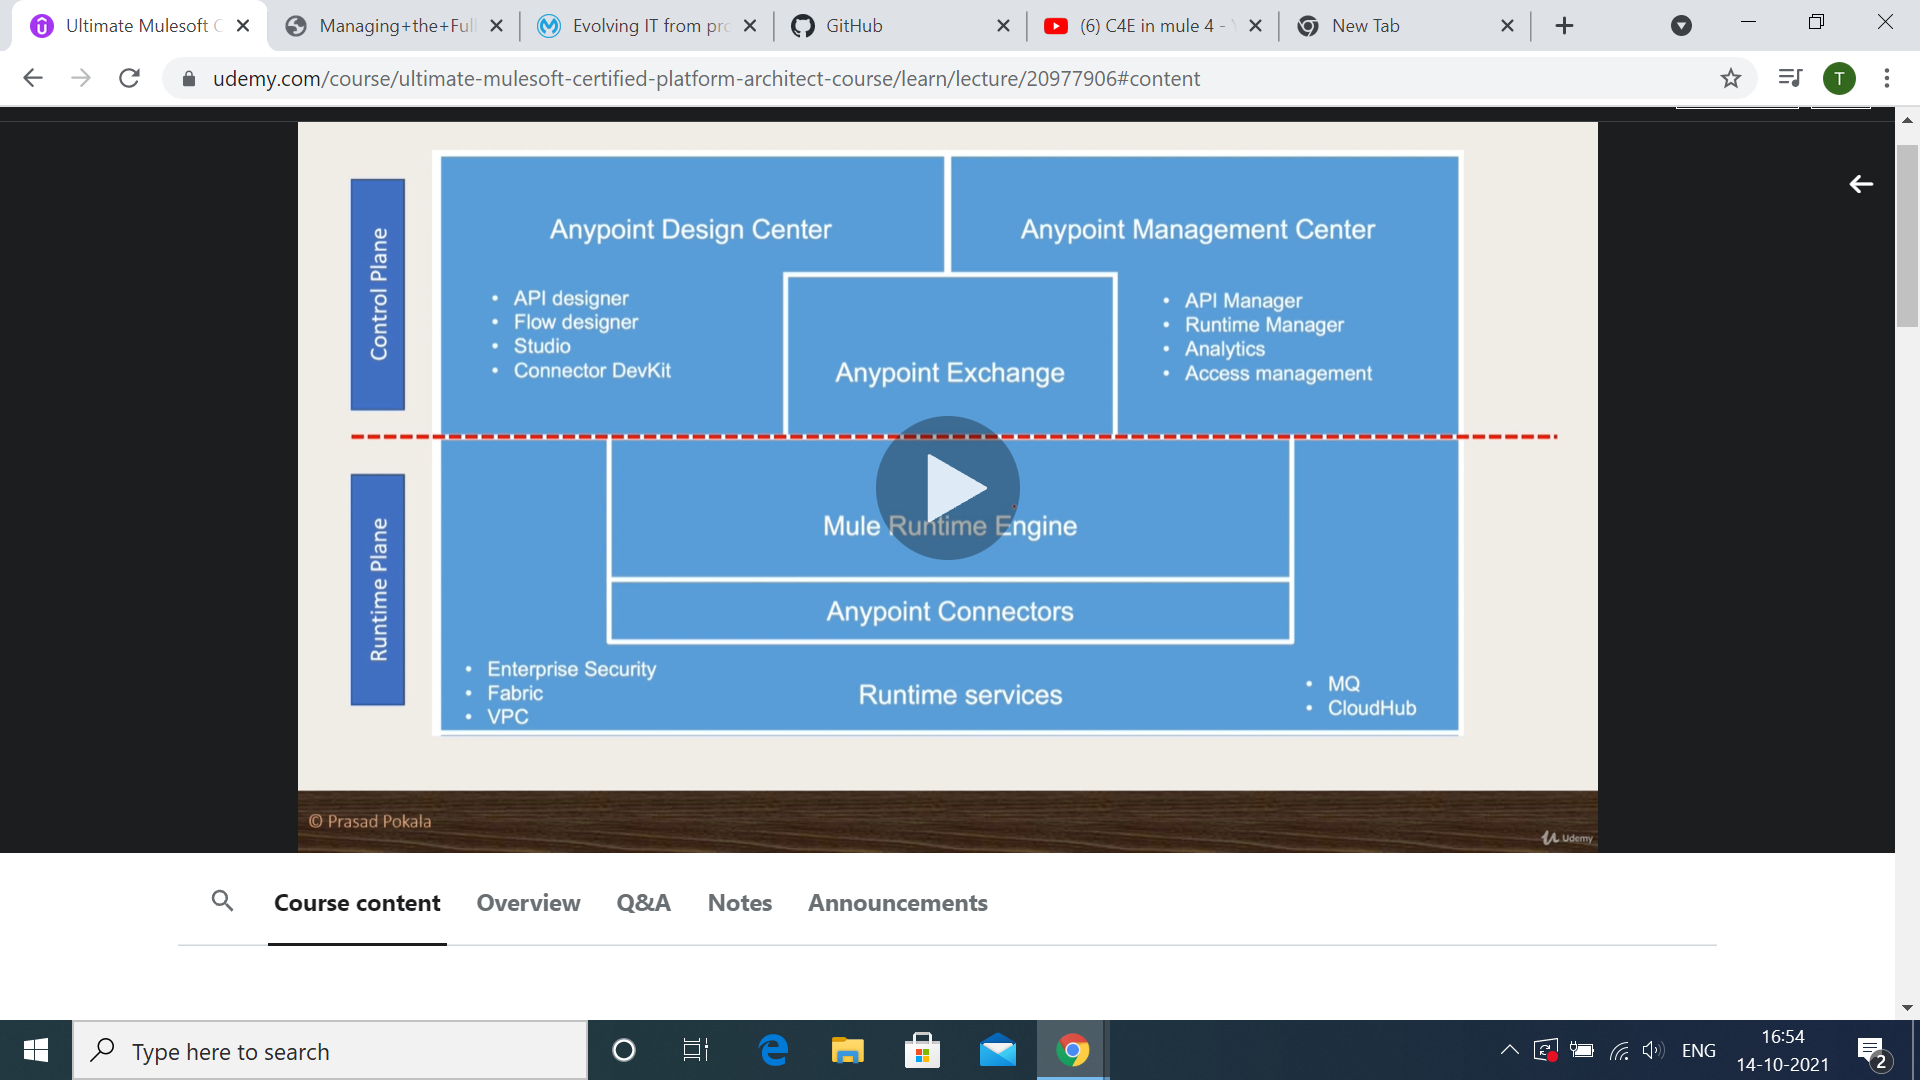 Ultimate Mulesoft C
Managing+the+Full
Evolving IT from pro
GitHub
(6) C4E in mule 4 - Y
New Tab
udemy.com/course/ultimate-mulesoft-certified-platform-architect-course/learn/lecture/20977906#content
T
Control Plane
Anypoint Design Center
• API designer
• Flow designer
• Studio
• Connector DevKit
Anypoint Exchange
Anypoint Management Center
• API Manager
• Runtime Manager
• Analytics
• Access management
Runtime Plane
Mule Runtime Engine
Anypoint Connectors
• Enterprise Security
• Fabric
• VPC
Runtime services
• MQ
• CloudHub
© Prasad Pokala
Udemy
Course content
Overview
Q&A
Notes
Announcements
Type here to search
ENG
16:54
14-10-2021
2